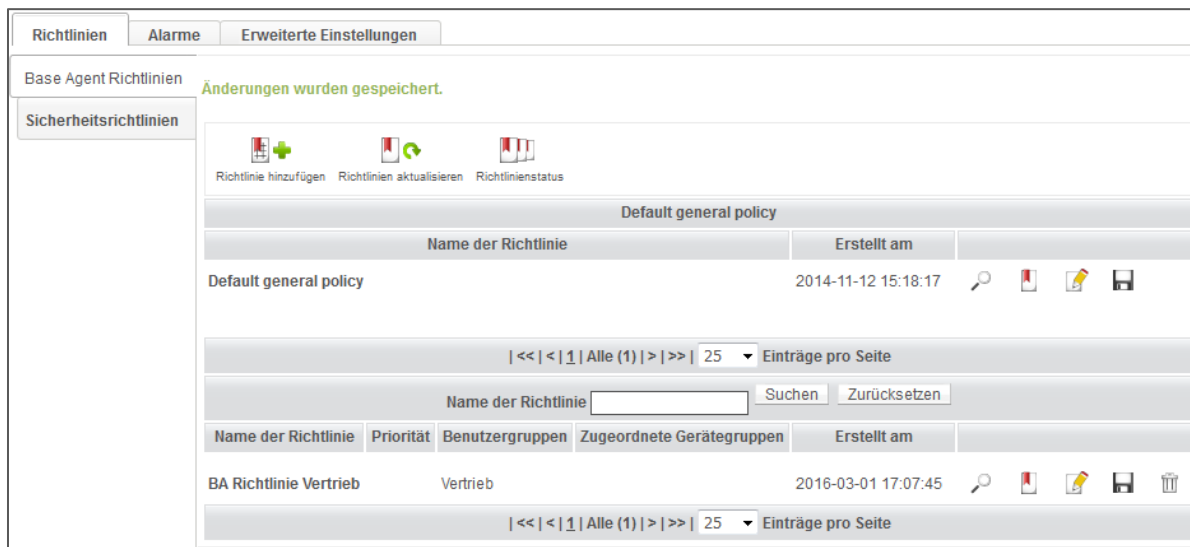 Richtlinien Alarme Erweiterte Einstellungen
Base Agent Richtlinien
Sicherheitsrichtlinien
Änderungen wurden gespeichert.
Richtlinie hinzufügen Richtlinien aktualisieren Richtlinienstatus
Default general policy
Name der Richtlinie Erstellt am
Default general policy 2014-11-12 15:18:17
| << | < | 1 | Alle (1) | > | >> | 25 Einträge pro Seite
Name der Richtlinie Suchen Zurücksetzen
Name der Richtlinie Priorität Benutzergruppen Zugeordnete Gerätegruppen Erstellt am
BA Richtlinie Vertrieb Vertrieb 2016-03-01 17:07:45
| << | < | 1 | Alle (1) | > | >> | 25 Einträge pro Seite